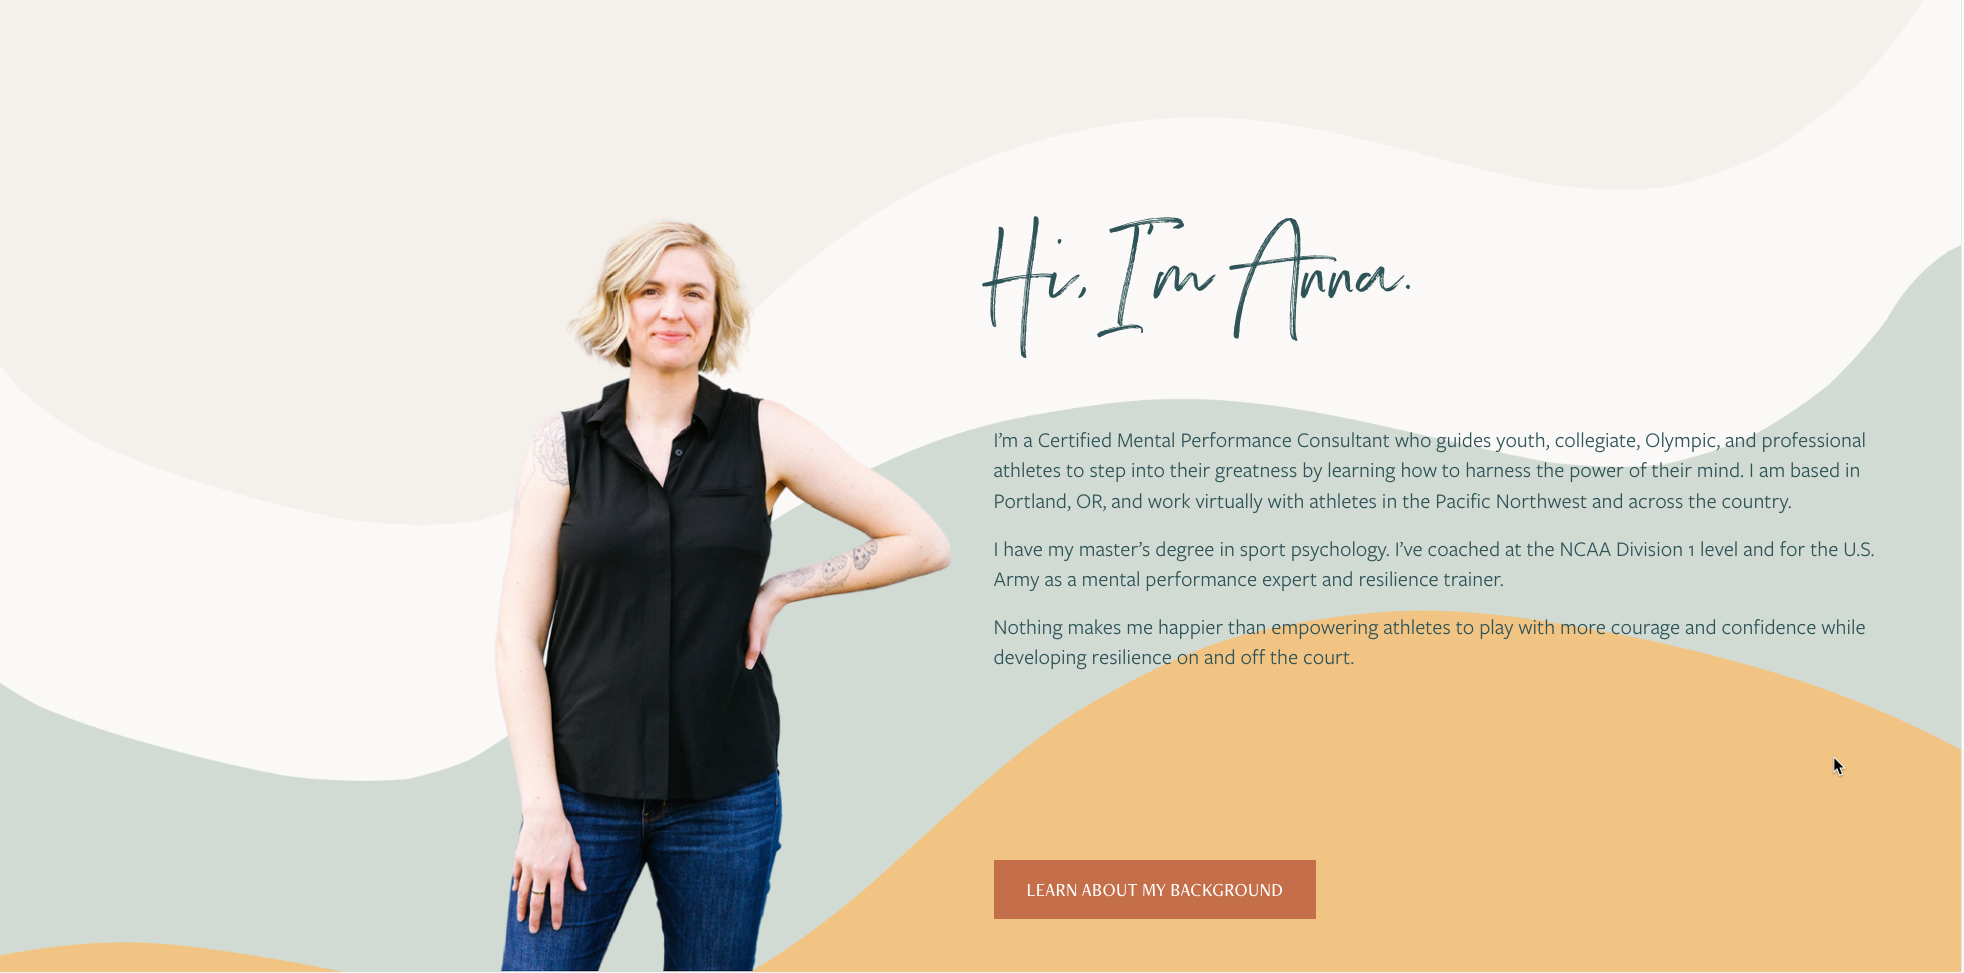 Hi, I'm Anna.
I’m a Certified Mental Performance Consultant who guides youth, collegiate, Olympic, and professional
athletes to step into their greatness by learning how to harness the power of their mind. I am based in
Portland, OR, and work virtually with athletes in the Pacific Northwest and across the country.
I have my master’s degree in sport psychology. I’ve coached at the NCAA Division 1 level and for the U.S.
Army as a mental performance expert and resilience trainer.
Nothing makes me happier than empowering athletes to play with more courage and confidence while
developing resilience on and off the court.
LEARN ABOUT MY BACKGROUND